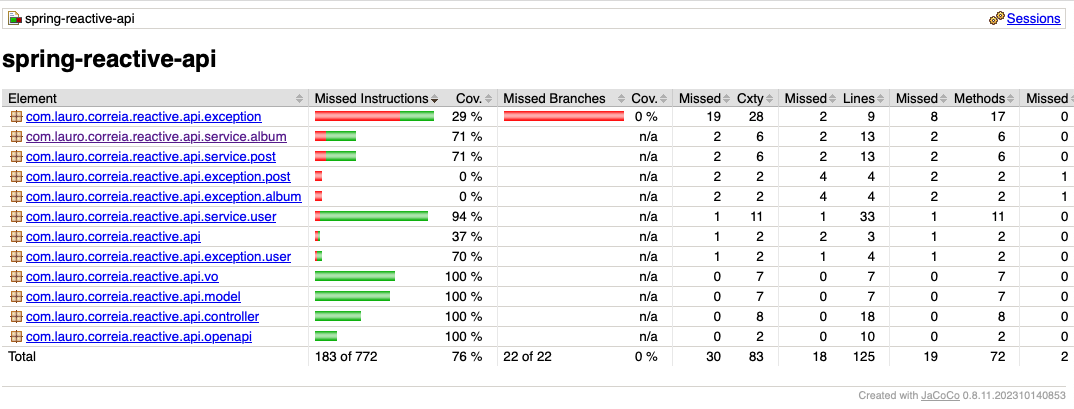 spring-reactive-api Sessions
spring-reactive-api
Element Missed Instructions Cov. Missed Branches Cov. Missed Cxty Missed Lines Missed Methods Missed
com.lauro.correia.reactive.api.exception 29 % 0 % 19 28 2 9 8 17 0
com.lauro.correia.reactive.api.service.album 71 % n/a 2 6 2 13 2 6 0
com.lauro.correia.reactive.api.service.post 71 % n/a 2 6 2 13 2 6 0
com.lauro.correia.reactive.api.exception.post 0 % n/a 2 2 4 4 2 2 1
com.lauro.correia.reactive.api.exception.album 0 % n/a 2 2 4 4 2 2 1
com.lauro.correia.reactive.api.service.user 94 % n/a 1 11 1 33 1 11 0
com.lauro.correia.reactive.api 37 % n/a 1 2 2 3 1 2 0
com.lauro.correia.reactive.api.exception.user 70 % n/a 1 2 1 4 1 2 0
com.lauro.correia.reactive.api.vo 100 % n/a 0 7 0 7 0 7 0
com.lauro.correia.reactive.api.model 100 % n/a 0 7 0 7 0 7 0
com.lauro.correia.reactive.api.controller 100 % n/a 0 8 0 18 0 8 0
com.lauro.correia.reactive.api.openapi 100 % n/a 0 2 0 10 0 2 0
Total 183 of 772 76 % 22 of 22 0 % 30 83 18 125 19 72 2
Created with JaCoCo 0.8.11.202310140853